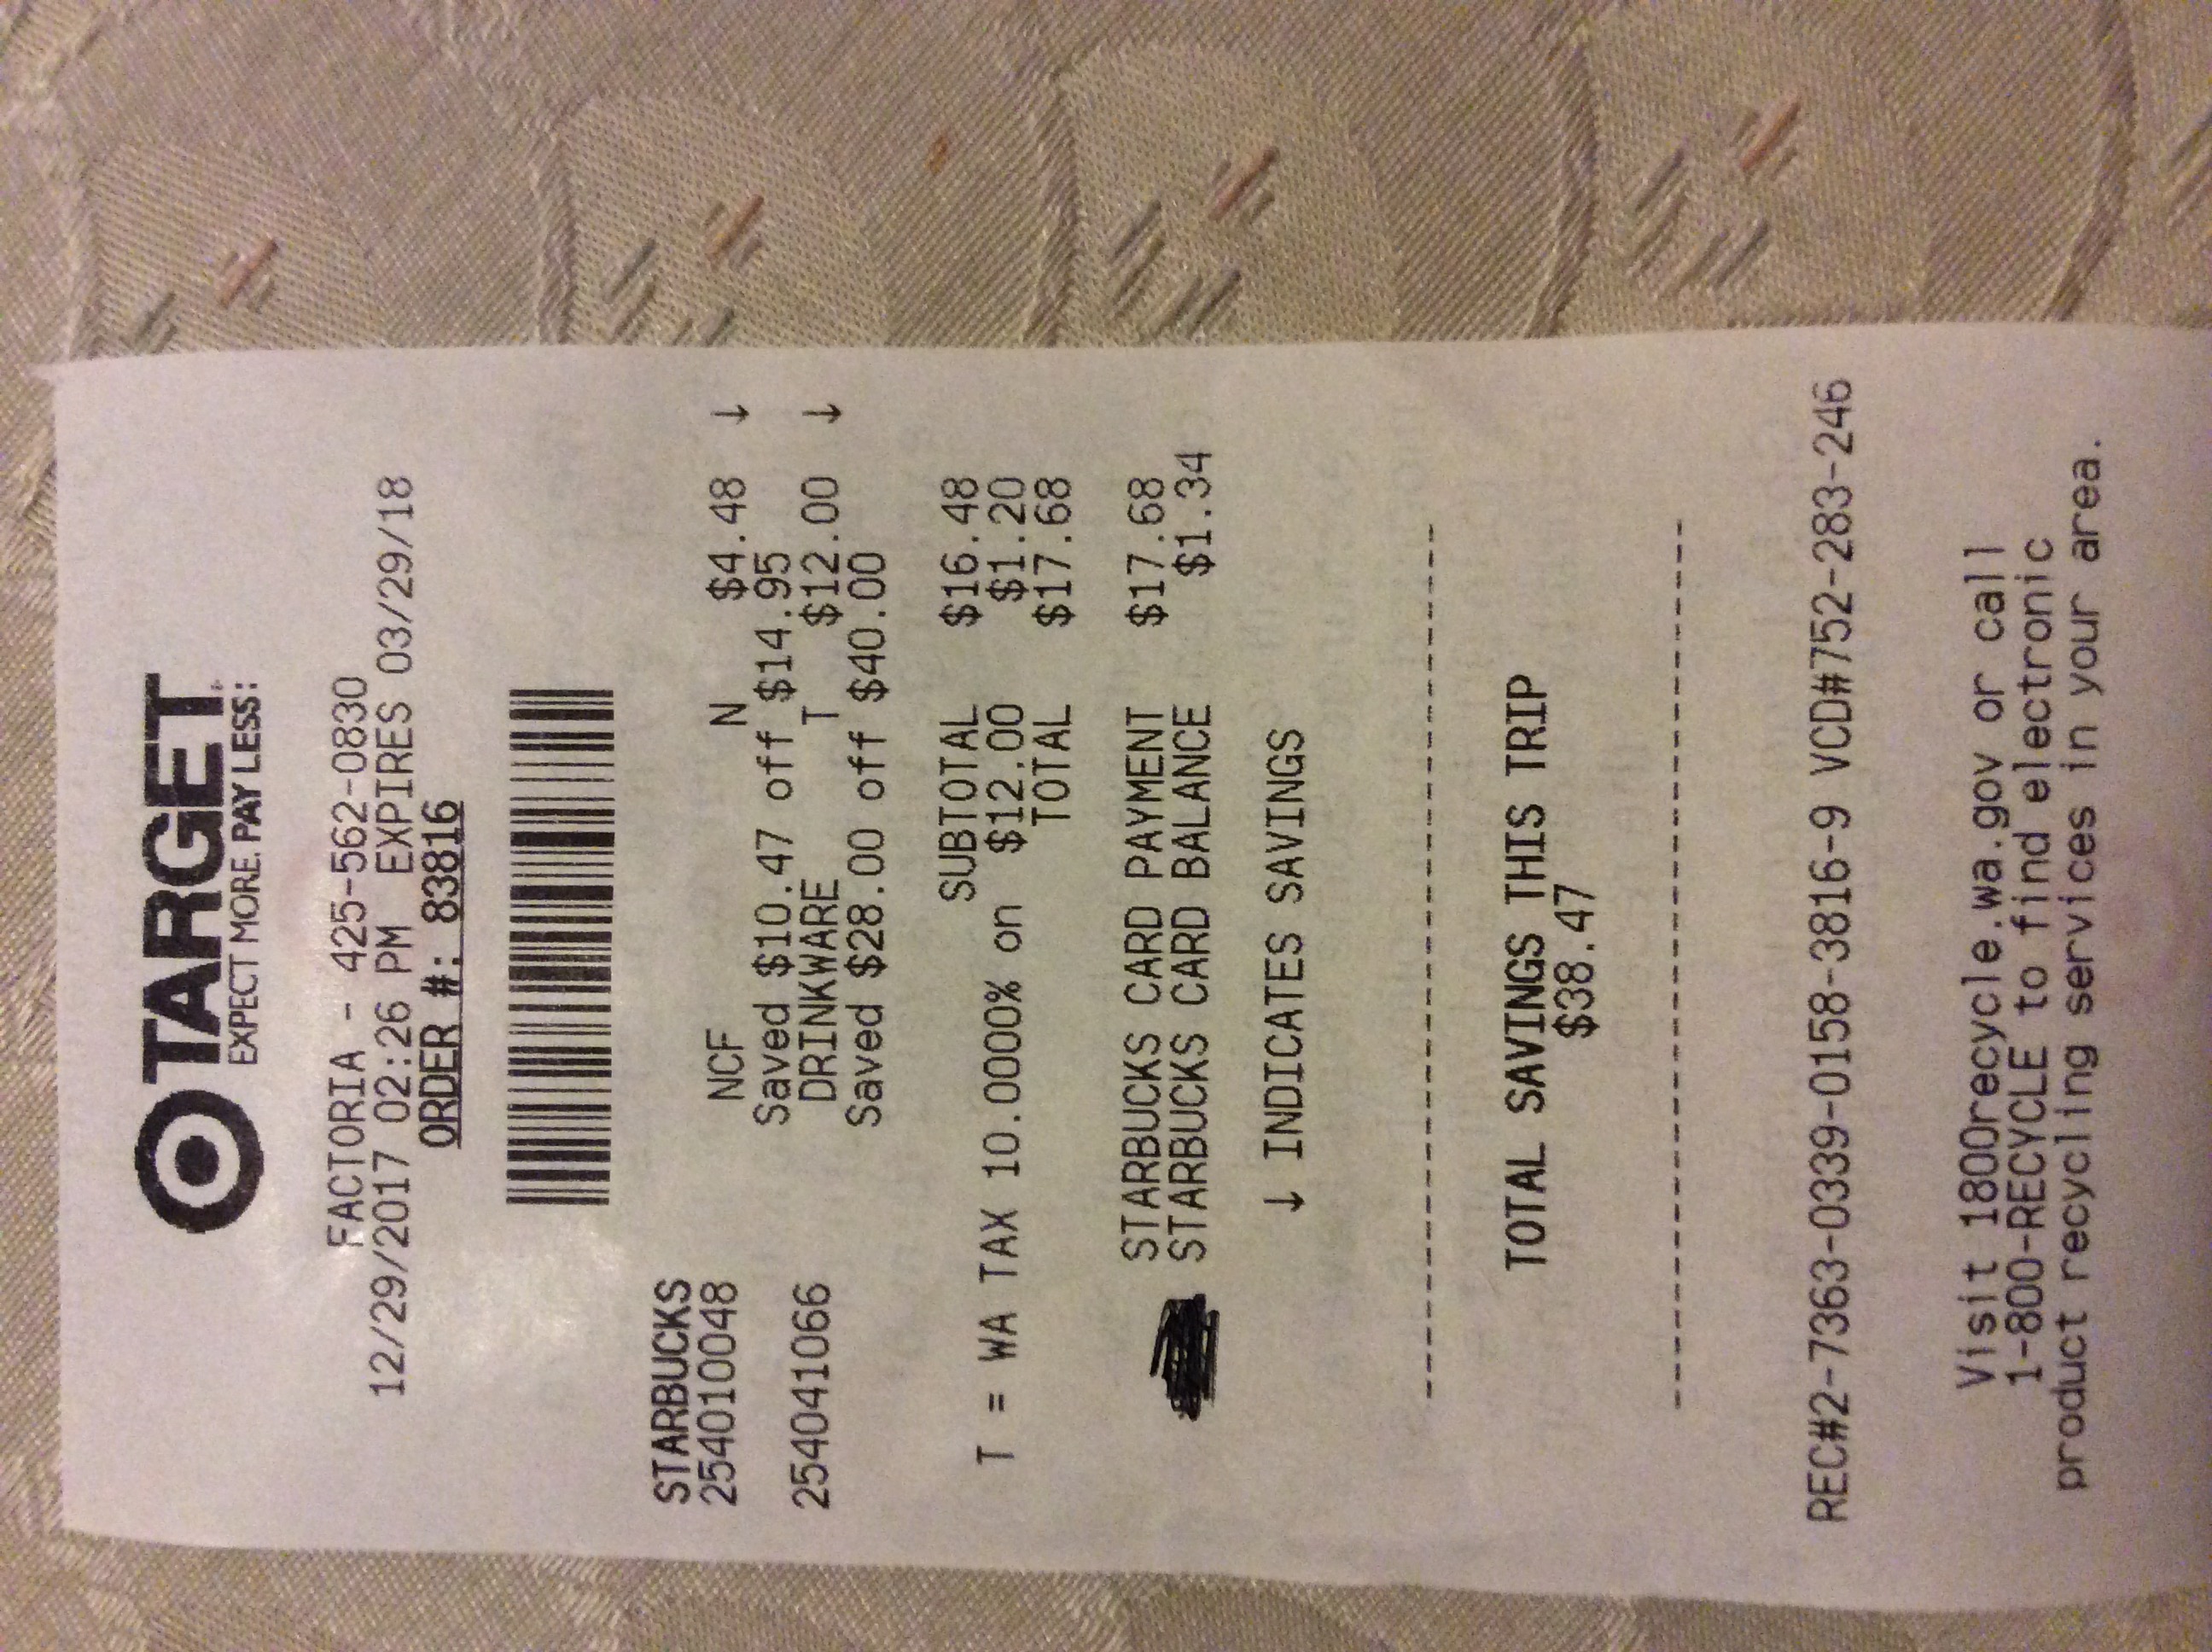 TARGET
EXPECT MORE. PAY LESS.
FACTORIA - 425-562-0830
12/29/2017 02:26 PM EXPIRES 03/29/18
ORDER #: 83816
STARBUCKS
254010048 NCF N $4.48 ↓
Saved $10.47 off $14.95
254041066 DRINKWARE T $12.00 ↓
Saved $28.00 off $40.00
SUBTOTAL $16.48
T = WA TAX 10.0000% on $12.00 $1.20
TOTAL $17.68
STARBUCKS CARD PAYMENT $17.68
STARBUCKS CARD BALANCE $1.34
↓ INDICATES SAVINGS
TOTAL SAVINGS THIS TRIP
$38.47
REC#2-7363-0339-0158-3816-9 VCD#752-283-246
Visit 1800recycle.wa.gov or call
1-800-RECYCLE to find electronic
product recycling services in your area.